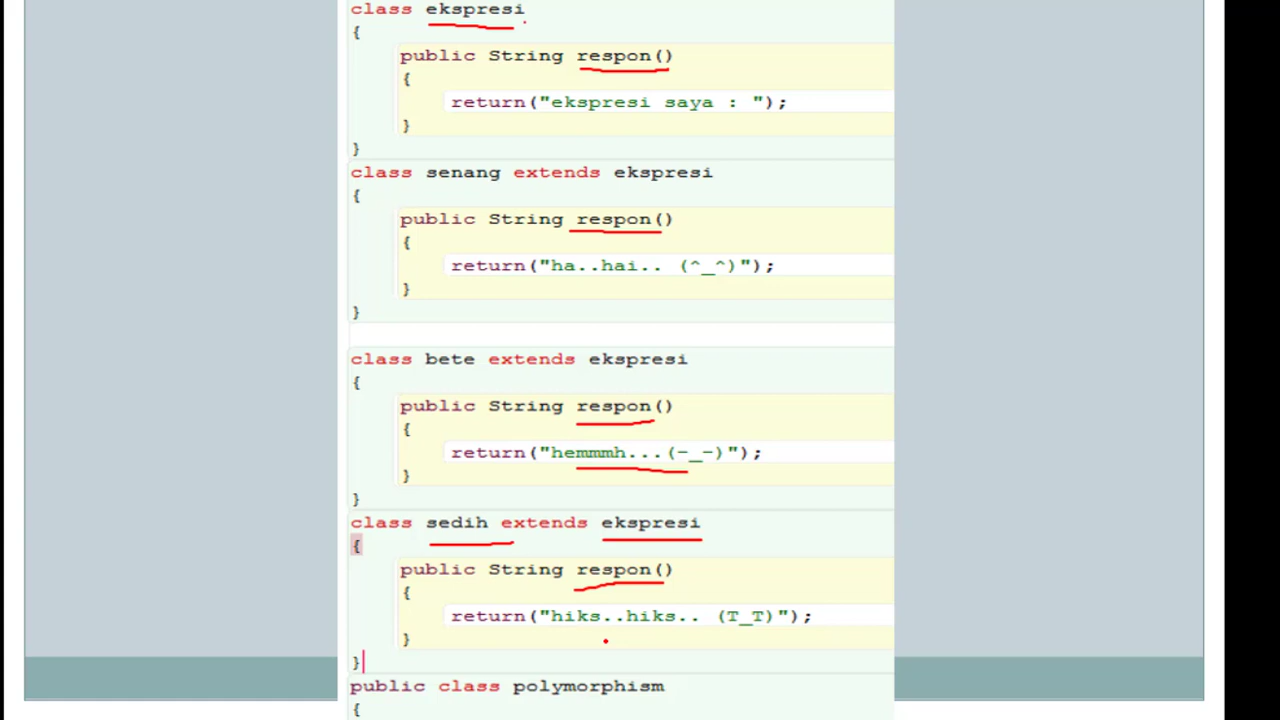 class ekspresi
{
public String respon()
{
return("ekspresi saya : ");
}
}
class senang extends ekspresi
{
public String respon()
{
return("ha..hai.. (^_^)");
}
}
class bete extends ekspresi
{
public String respon()
{
return("hemmmh...(-_-)");
}
}
class sedih extends ekspresi
{
public String respon()
{
return("hiks..hiks.. (T_T)");
}
}
public class polymorphism
{